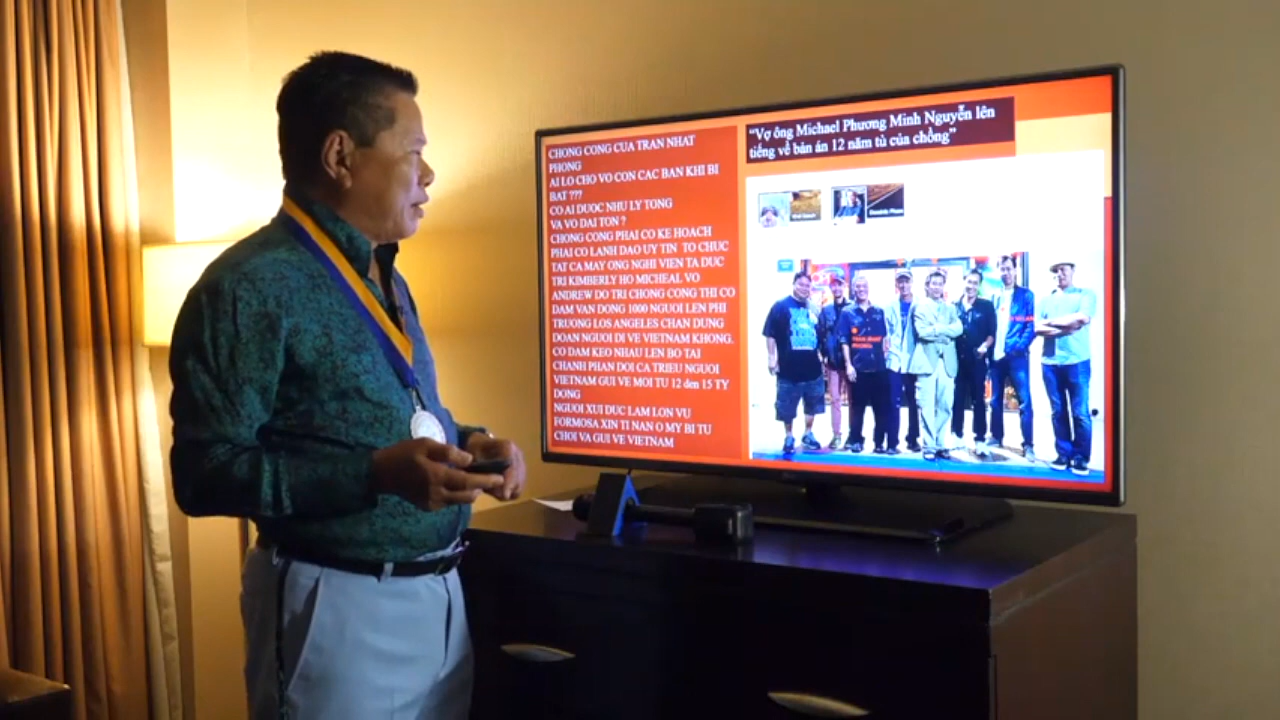 CHONG CONG CUA TRAN NHAT
PHONG
AI LO CHO VO CON CAC BAN KHI BI
BAT ???
CO AI DUOC NHU LY TONG
VA VO DAI TON ?
CHONG CONG PHAI CO KE HOACH
PHAI CO LANH DAO UY TIN TO CHUC
TAT CA MAY ONG NGHI VIEN TA DUC
TRI KIMBERLY HO MICHEAL VO
ANDREW DO TRI CHONG CONG THI CO
DAM VAN DONG 1000 NGUOI LEN PHI
TRUONG LOS ANGELES CHAN DUNG
DOAN NGUOI DI VE VIETNAM KHONG.
CO DAM KEO NHAU LEN BO TAI
CHANH PHAN DOI CA TRIEU NGUOI
VIETNAM GUI VE MOI TU 12 den 15 TY
DONG
NGUOI XUI DUC LAM LON VU
FORMOSA XIN TI NAN O MY BI TU
CHOI VA GUI VE VIETNAM
“Vợ ông Michael Phương Minh Nguyễn lên
tiếng về bản án 12 năm tù của chồng”